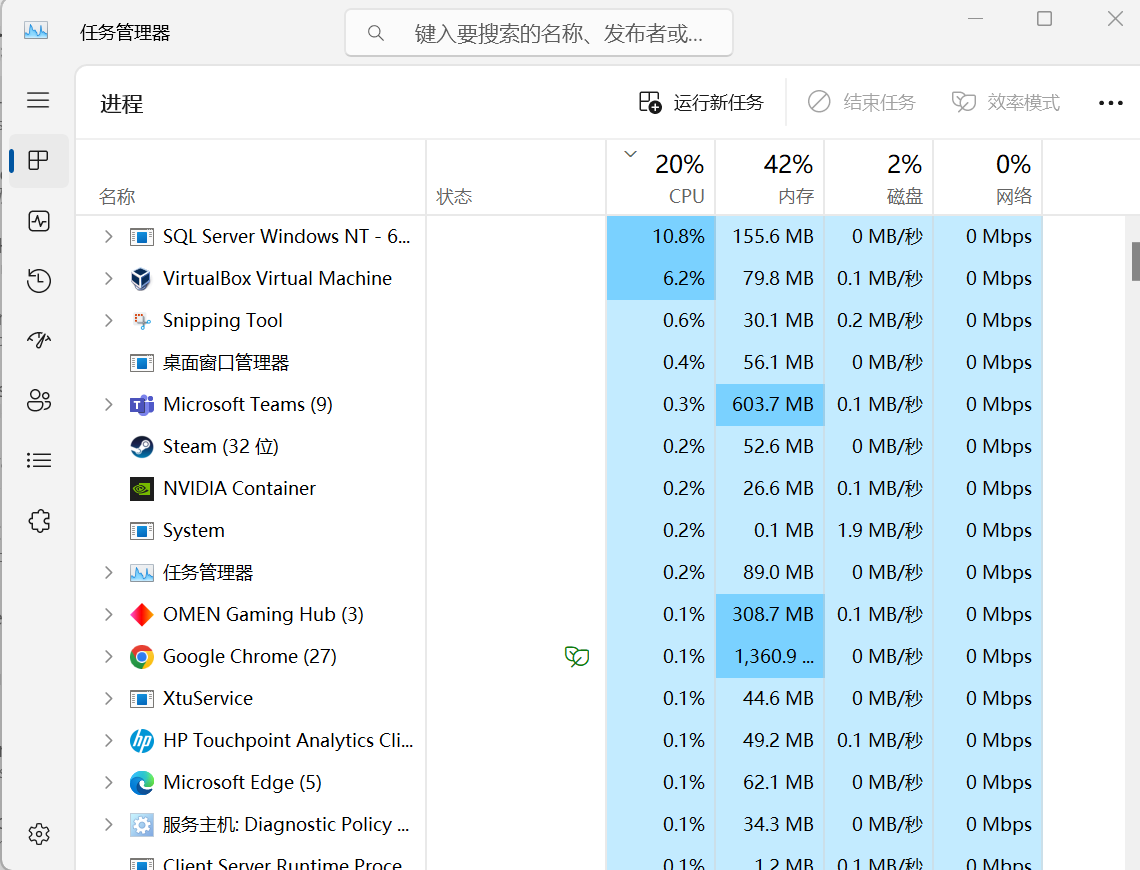 任务管理器
键入要搜索的名称、发布者或...
进程
运行新任务 结束任务 效率模式
20% 42% 2% 0%
名称 状态 CPU 内存 磁盘 网络
SQL Server Windows NT - 6... 10.8% 155.6 MB 0 MB/秒 0 Mbps
VirtualBox Virtual Machine 6.2% 79.8 MB 0.1 MB/秒 0 Mbps
Snipping Tool 0.6% 30.1 MB 0.2 MB/秒 0 Mbps
桌面窗口管理器 0.4% 56.1 MB 0 MB/秒 0 Mbps
Microsoft Teams (9) 0.3% 603.7 MB 0.1 MB/秒 0 Mbps
Steam (32 位) 0.2% 52.6 MB 0 MB/秒 0 Mbps
NVIDIA Container 0.2% 26.6 MB 0.1 MB/秒 0 Mbps
System 0.2% 0.1 MB 1.9 MB/秒 0 Mbps
任务管理器 0.2% 89.0 MB 0 MB/秒 0 Mbps
OMEN Gaming Hub (3) 0.1% 308.7 MB 0.1 MB/秒 0 Mbps
Google Chrome (27) 0.1% 1,360.9 ... 0 MB/秒 0 Mbps
XtuService 0.1% 44.6 MB 0 MB/秒 0 Mbps
HP Touchpoint Analytics Cli... 0.1% 49.2 MB 0.1 MB/秒 0 Mbps
Microsoft Edge (5) 0.1% 62.1 MB 0 MB/秒 0 Mbps
服务主机: Diagnostic Policy ... 0.1% 34.3 MB 0 MB/秒 0 Mbps
Client Server Runtime Proce... 0.1% 1.2 MB 0.1 MB/秒 0 Mbps